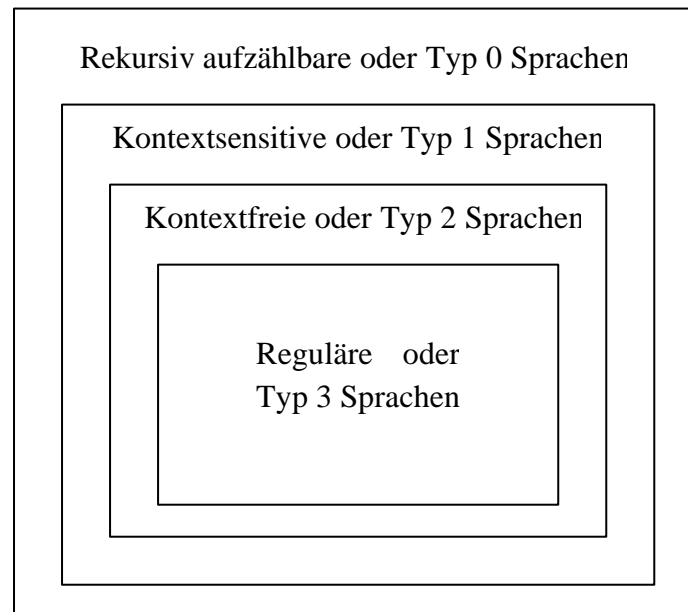 Rekursiv aufzählbare oder Typ 0 Sprachen
Kontextsensitive oder Typ 1 Sprachen
Kontextfreie oder Typ 2 Sprachen
Reguläre oder
Typ 3 Sprachen